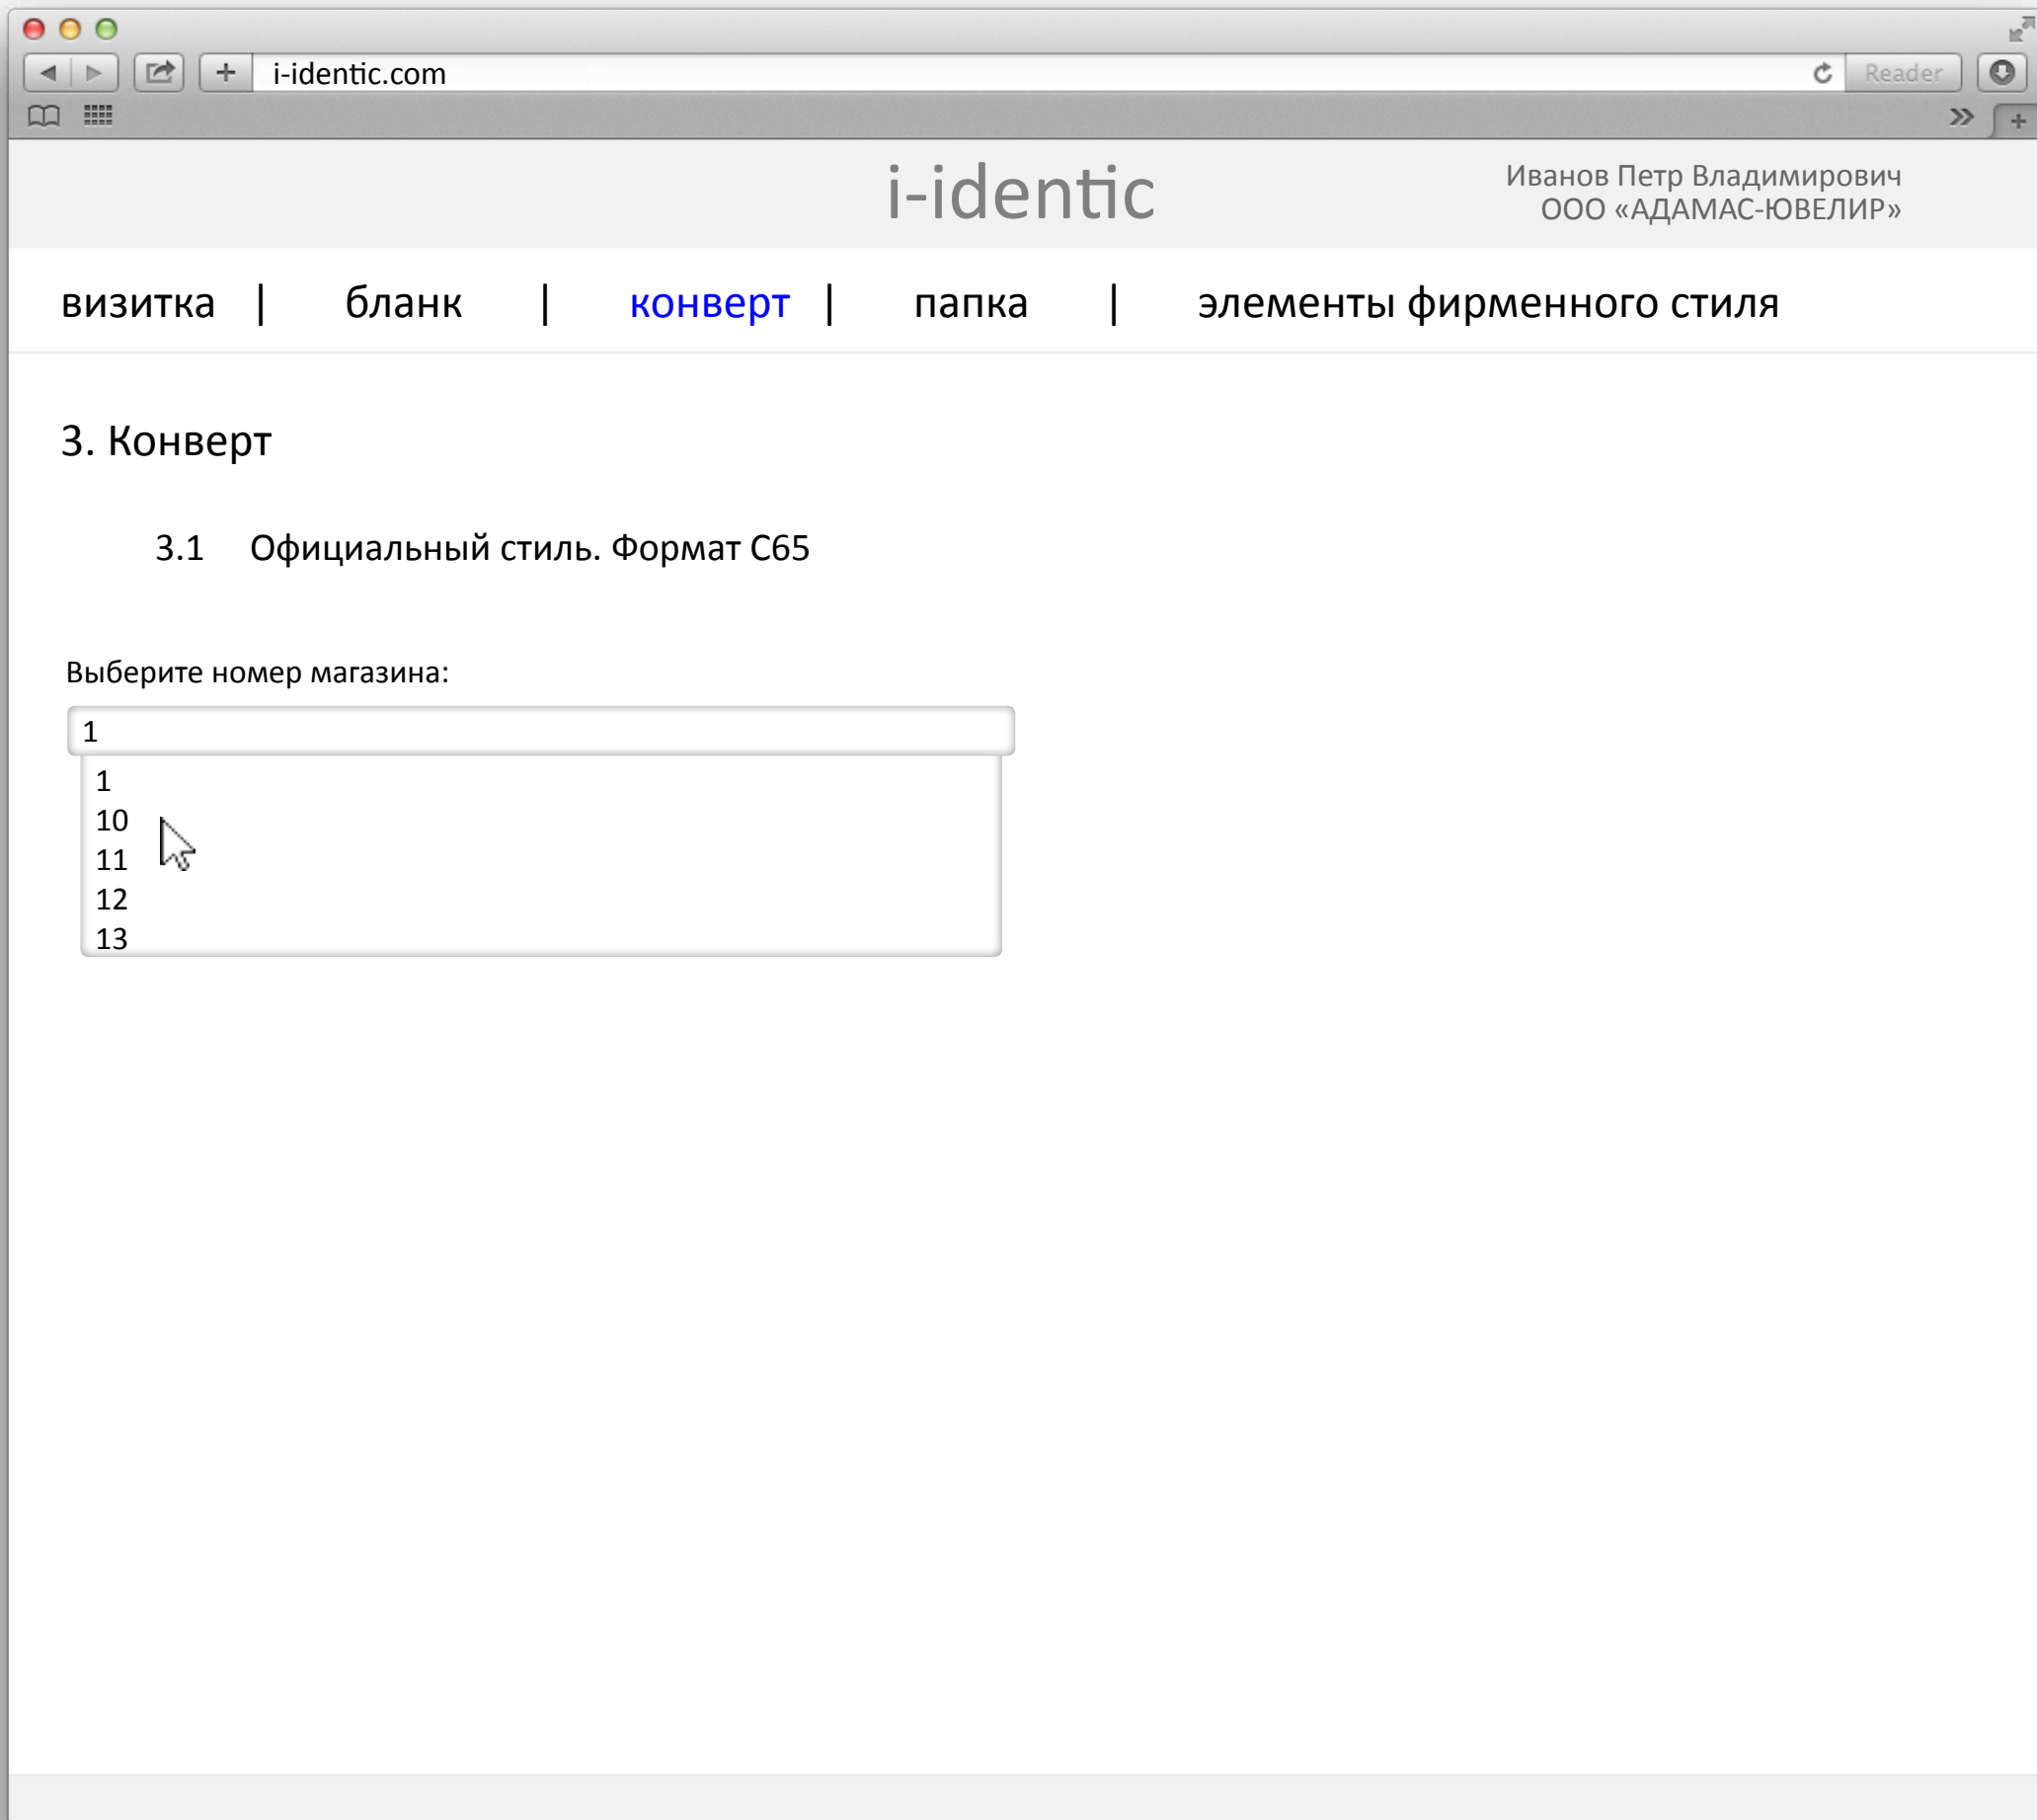 i-identic.com
Reader
i-identic
Иванов Петр Владимирович
ООО «АДАМАС-ЮВЕЛИР»
визитка | бланк | конверт | папка | элементы фирменного стиля
3. Конверт
3.1 Официальный стиль. Формат С65
Выберите номер магазина:
1
1
10
11
12
13